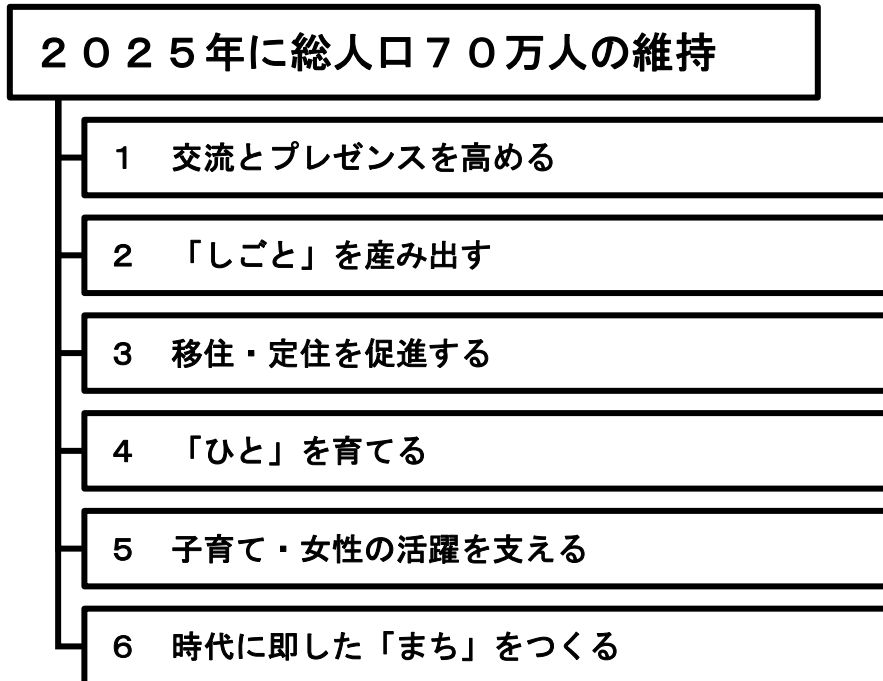 ２０２５年に総人口７０万人の維持
１　交流とプレゼンスを高める
２　「しごと」を産み出す
３　移住・定住を促進する
４　「ひと」を育てる
５　子育て・女性の活躍を支える
６　時代に即した「まち」をつくる